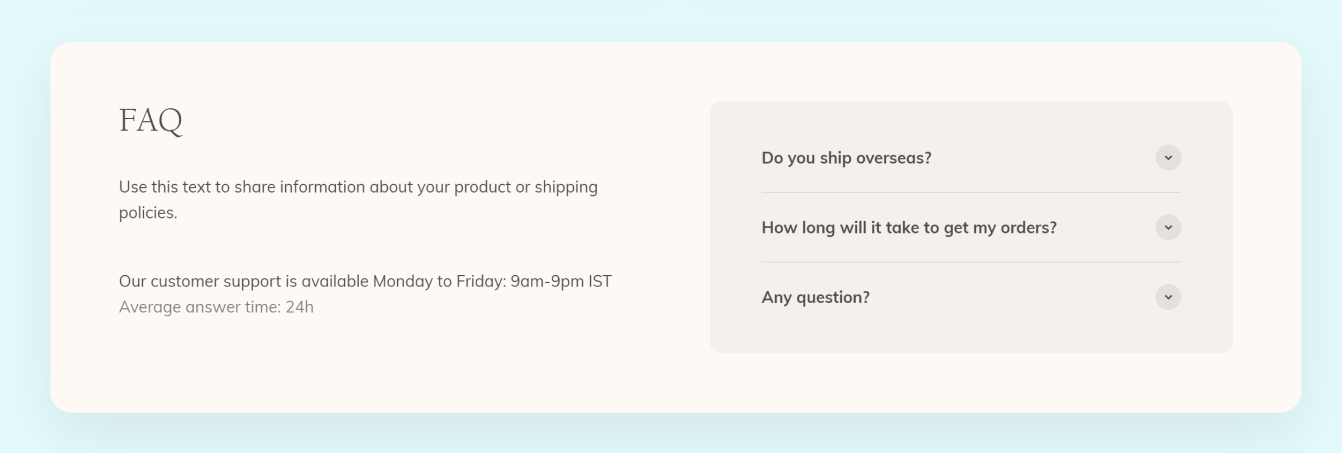 FAQ
Use this text to share information about your product or shipping
policies.
Our customer support is available Monday to Friday: 9am-9pm IST
Average answer time: 24h
Do you ship overseas?
How long will it take to get my orders?
Any question?